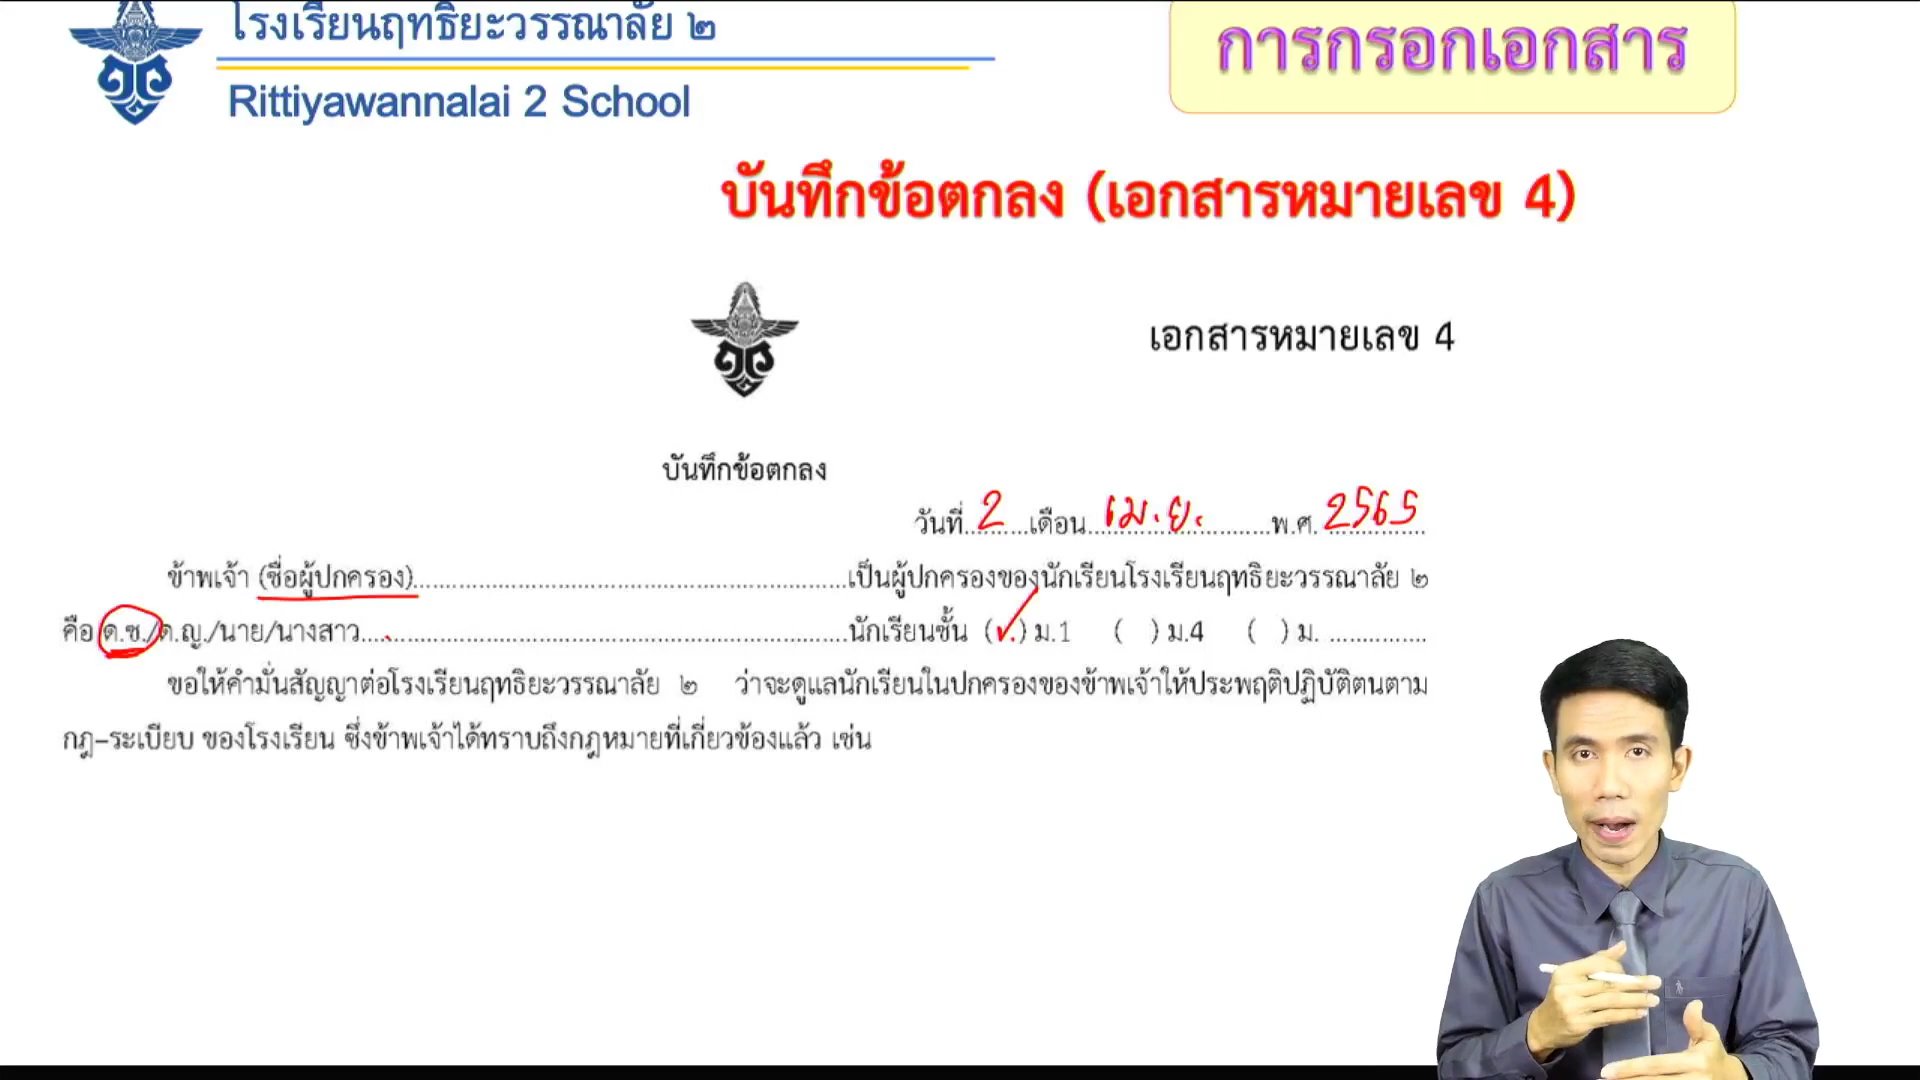 โรงเรียนฤทธิยะวรรณาลัย ๒
Rittiyawannalai 2 School
การกรอกเอกสาร
บันทึกข้อตกลง (เอกสารหมายเลข 4)
เอกสารหมายเลข 4
บันทึกข้อตกลง
วันที่ 2 เดือน เม.ย. พ.ศ. 2565
ข้าพเจ้า (ชื่อผู้ปกครอง)......................................................เป็นผู้ปกครองของนักเรียนโรงเรียนฤทธิยะวรรณาลัย ๒
คือ ด.ช./ด.ญ./นาย/นางสาว............................................................นักเรียนชั้น (✓) ม.1 ( ) ม.4 ( ) ม. ...............
ขอให้คำมั่นสัญญาต่อโรงเรียนฤทธิยะวรรณาลัย ๒ ว่าจะดูแลนักเรียนในปกครองของข้าพเจ้าให้ประพฤติปฏิบัติตนตาม
กฎ-ระเบียบ ของโรงเรียน ซึ่งข้าพเจ้าได้ทราบถึงกฎหมายที่เกี่ยวข้องแล้ว เช่น